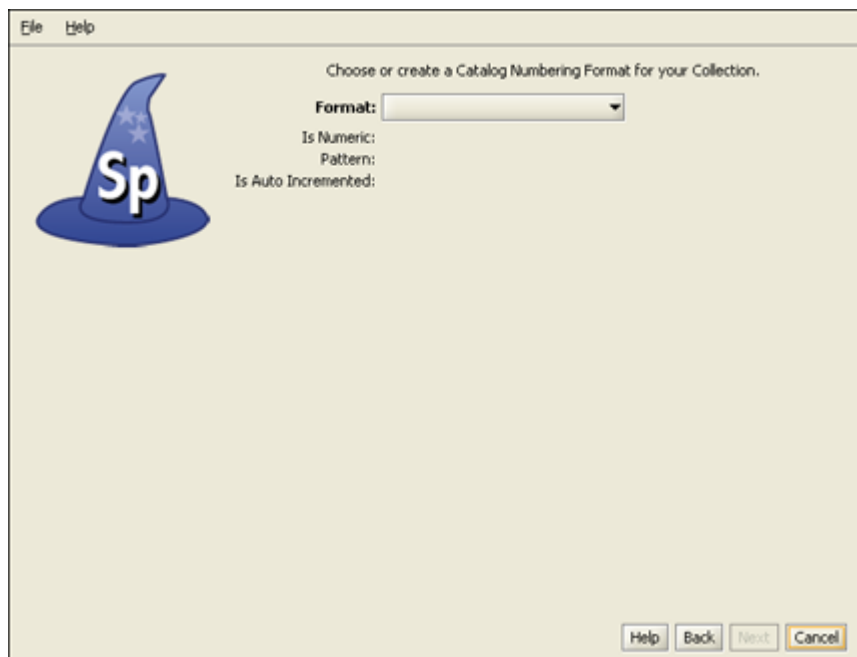 File Help
Choose or create a Catalog Numbering Format for your Collection.
Format:
Is Numeric:
Pattern:
Is Auto Incremented:
Sp
Help Back Next Cancel